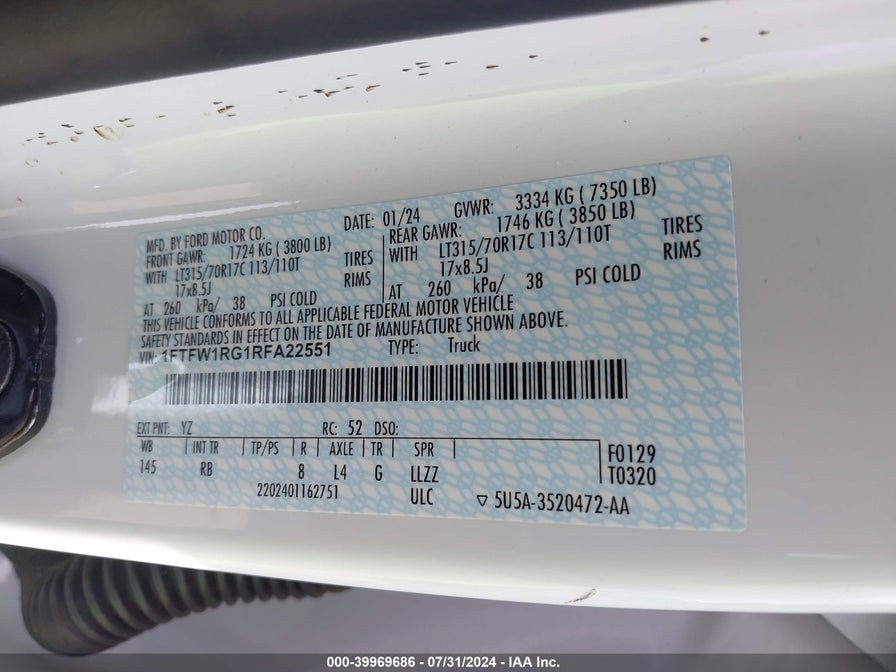 MFD. BY FORD MOTOR CO.
DATE: 01/24 GVWR: 3334 KG ( 7350 LB)
FRONT GAWR: 1724 KG ( 3800 LB)
WITH LT315/70R17C 113/110T TIRES
17x8.5J RIMS
AT 260 kPa/ 38 PSI COLD
REAR GAWR: 1746 KG ( 3850 LB)
WITH LT315/70R17C 113/110T TIRES
17x8.5J RIMS
AT 260 kPa/ 38 PSI COLD
THIS VEHICLE CONFORMS TO ALL APPLICABLE FEDERAL MOTOR VEHICLE
SAFETY STANDARDS IN EFFECT ON THE DATE OF MANUFACTURE SHOWN ABOVE.
VIN: 1FTFW1RG1RFA22551 TYPE: Truck
EXT PNT: YZ RC: 52 DSO:
WB INT TR TP/PS R AXLE TR SPR
145 RB 8 L4 G LLZZ
F0129
T0320
2202401162751 ULC ▽ 5U5A-3520472-AA
000-39969686 - 07/31/2024 - IAA Inc.